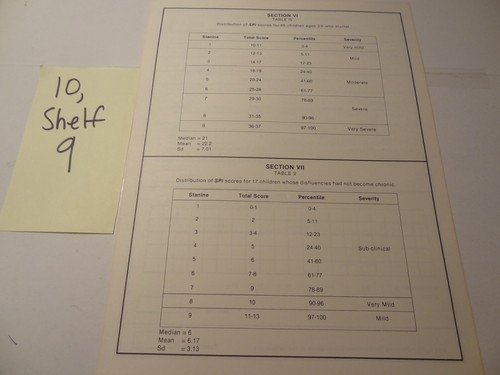 10,
Shelf
9
SECTION VI
TABLE IV
Distribution of SPI scores for 85 children ages 3-8 who stutter.
Stanine Total Score Percentile Severity
1 10-11 0-4 Very mild
2 12-13 5-11
Mild
3 14-17 12-23
4 18-19 24-40
5 20-24 41-60 Moderate
6 25-28 61-77
7 29-30 78-89
Severe
8 31-35 90-96
9 36-37 97-100 Very Severe
Median = 21
Mean = 22.2
Sd = 7.01
SECTION VII
TABLE V
Distribution of SPI scores for 17 children whose disfluencies had not become chronic.
Stanine Total Score Percentile Severity
1 0-1 0-4
2 2 5-11
3 3-4 12-23
4 5 24-40 Sub-clinical
5 6 41-60
6 7-8 61-77
7 9 78-89
8 10 90-96 Very Mild
9 11-13 97-100 Mild
Median = 6
Mean = 6.17
Sd = 3.13